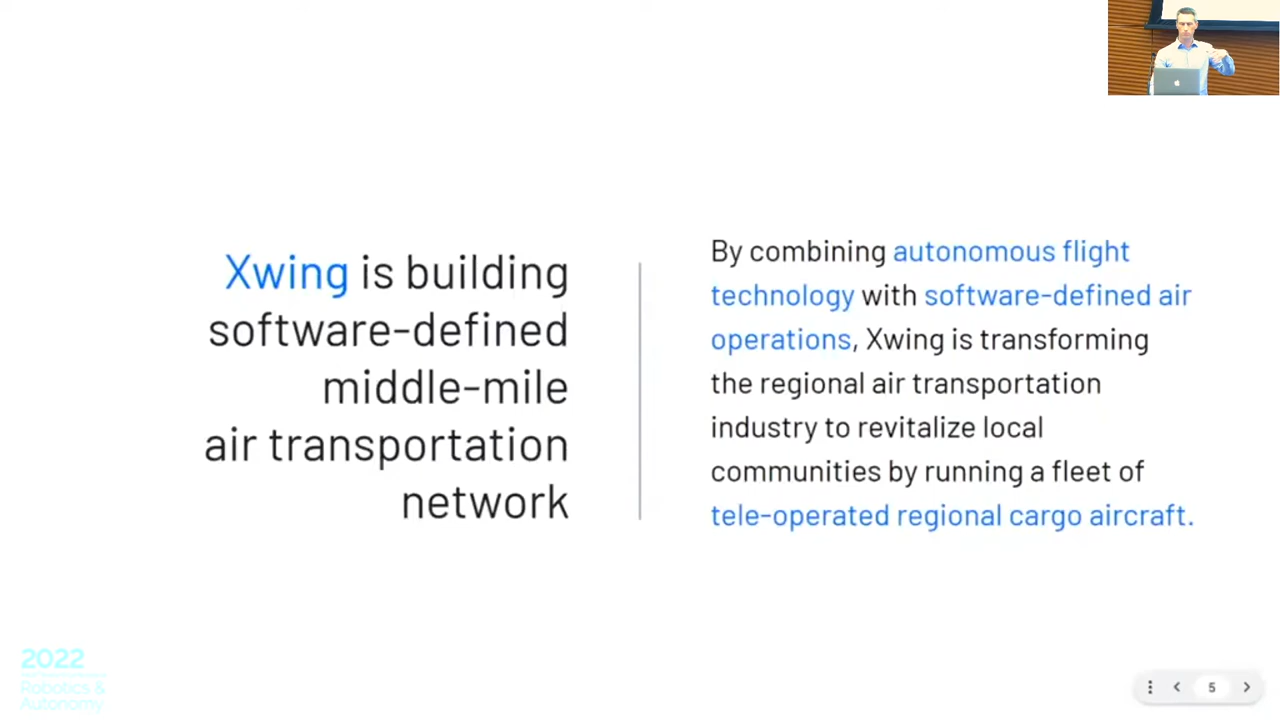 Xwing is building
software-defined
middle-mile
air transportation
network
By combining autonomous flight
technology with software-defined air
operations, Xwing is transforming
the regional air transportation
industry to revitalize local
communities by running a fleet of
tele-operated regional cargo aircraft.
2022
Robotics &
Autonomy
5